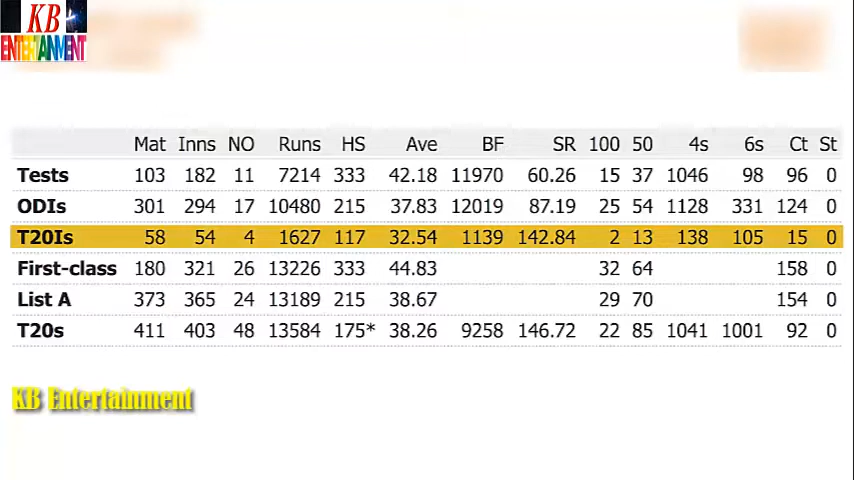 KB
ENTERTAINMENT
Mat Inns NO Runs HS Ave BF SR 100 50 4s 6s Ct St
Tests 103 182 11 7214 333 42.18 11970 60.26 15 37 1046 98 96 0
ODIs 301 294 17 10480 215 37.83 12019 87.19 25 54 1128 331 124 0
T20Is 58 54 4 1627 117 32.54 1139 142.84 2 13 138 105 15 0
First-class 180 321 26 13226 333 44.83 32 64 158 0
List A 373 365 24 13189 215 38.67 29 70 154 0
T20s 411 403 48 13584 175* 38.26 9258 146.72 22 85 1041 1001 92 0
KB Entertainment